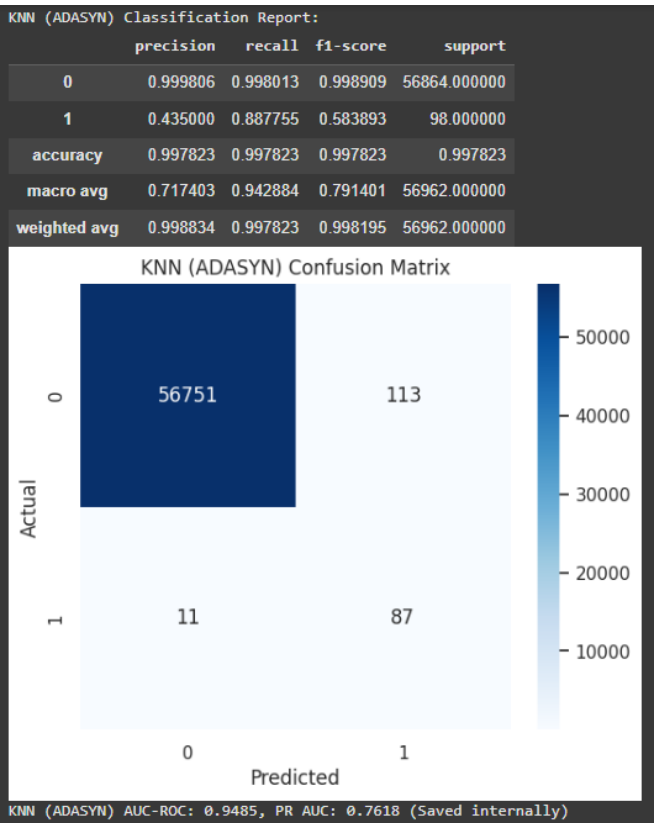 KNN (ADASYN) Classification Report:
precision recall f1-score support
0 0.999806 0.998013 0.998909 56864.000000
1 0.435000 0.887755 0.583893 98.000000
accuracy 0.997823 0.997823 0.997823 0.997823
macro avg 0.717403 0.942884 0.791401 56962.000000
weighted avg 0.998834 0.997823 0.998195 56962.000000
KNN (ADASYN) Confusion Matrix
50000
0 56751 113
40000
30000
Actual
20000
1 11 87
10000
0 1
Predicted
KNN (ADASYN) AUC-ROC: 0.9485, PR AUC: 0.7618 (Saved internally)